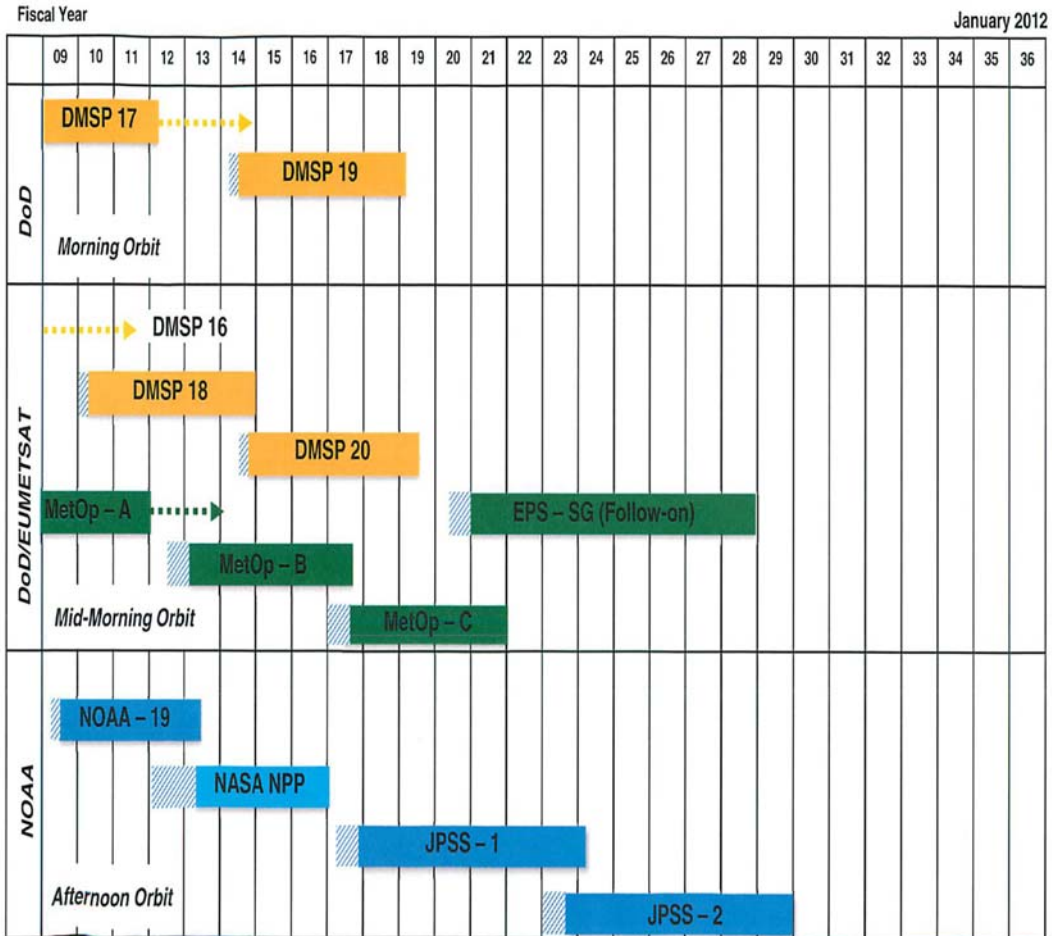 Fiscal Year
January 2012
09 10 11 12 13 14 15 16 17 18 19 20 21 22 23 24 25 26 27 28 29 30 31 32 33 34 35 36
DoD
DMSP 17
DMSP 19
Morning Orbit
DoD/EUMETSAT
DMSP 16
DMSP 18
DMSP 20
MetOp – A
EPS – SG (Follow-on)
MetOp – B
Mid-Morning Orbit
MetOp – C
NOAA
NOAA – 19
NASA NPP
JPSS – 1
Afternoon Orbit
JPSS – 2